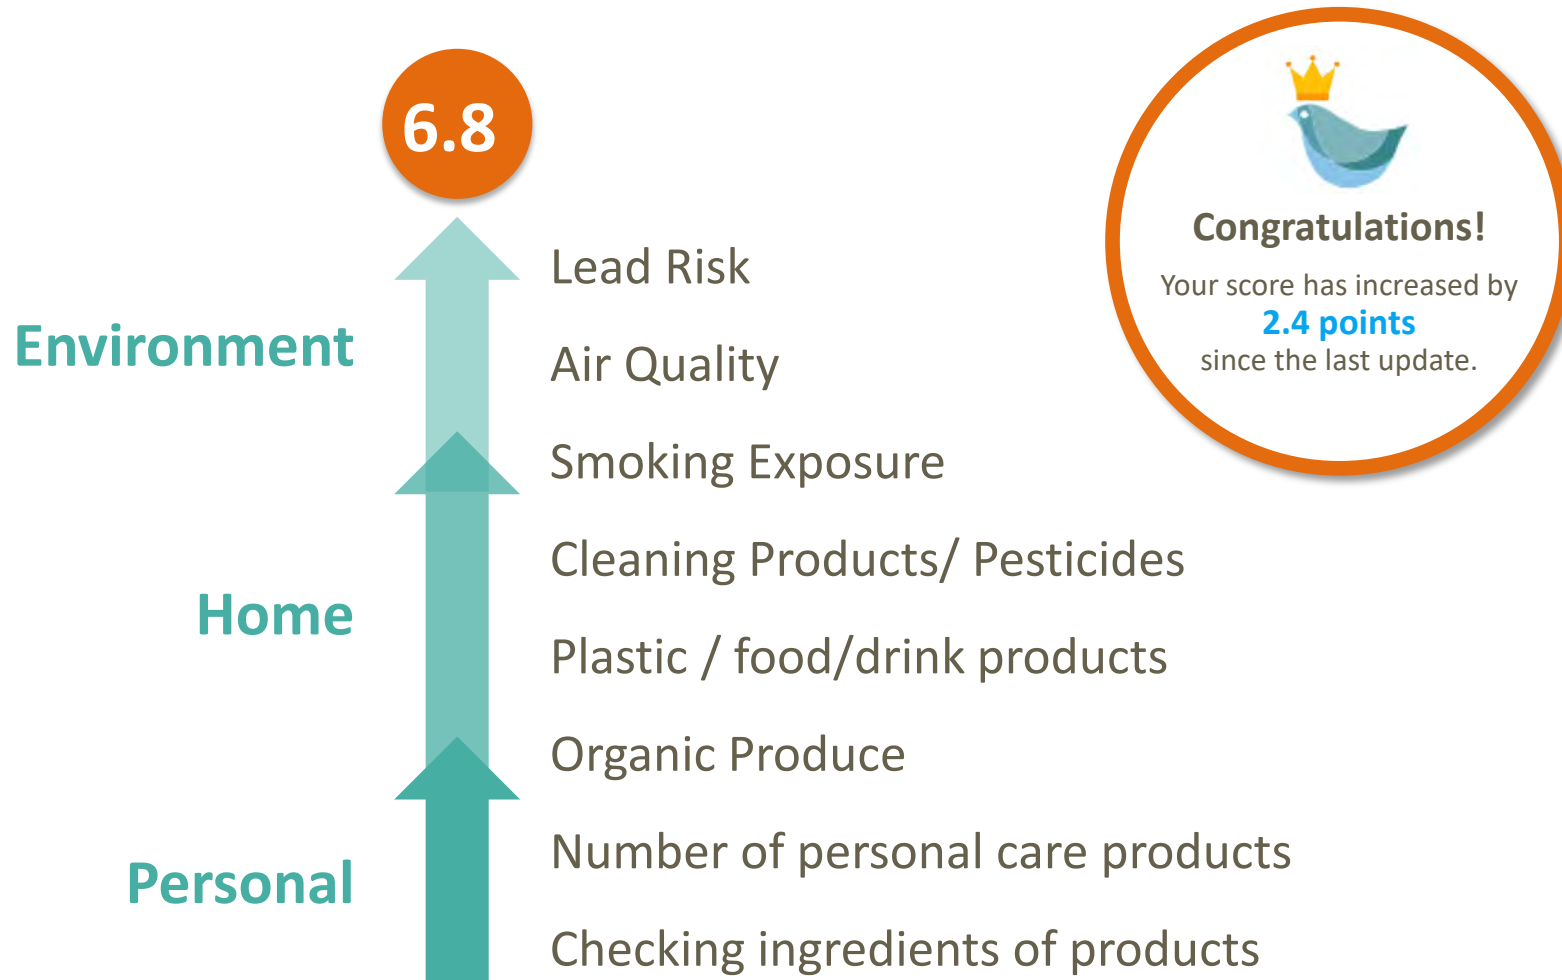 6.8
Congratulations!
Your score has increased by
2.4 points
since the last update.
Environment
Lead Risk
Air Quality
Smoking Exposure
Home
Cleaning Products/ Pesticides
Plastic / food/drink products
Organic Produce
Personal
Number of personal care products
Checking ingredients of products